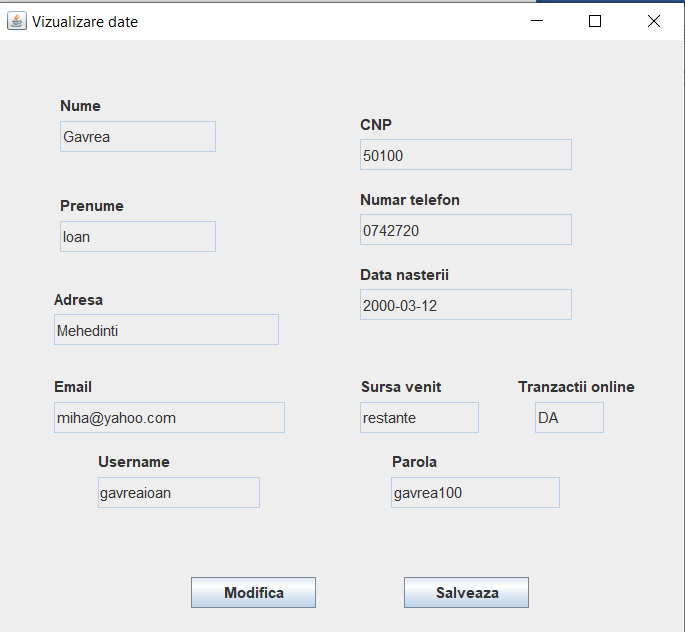 Vizualizare date
Nume
Gavrea
CNP
50100
Prenume
Ioan
Numar telefon
0742720
Data nasterii
2000-03-12
Adresa
Mehedinti
Email
miha@yahoo.com
Sursa venit
restante
Tranzactii online
DA
Username
gavreaioan
Parola
gavrea100
Modifica
Salveaza